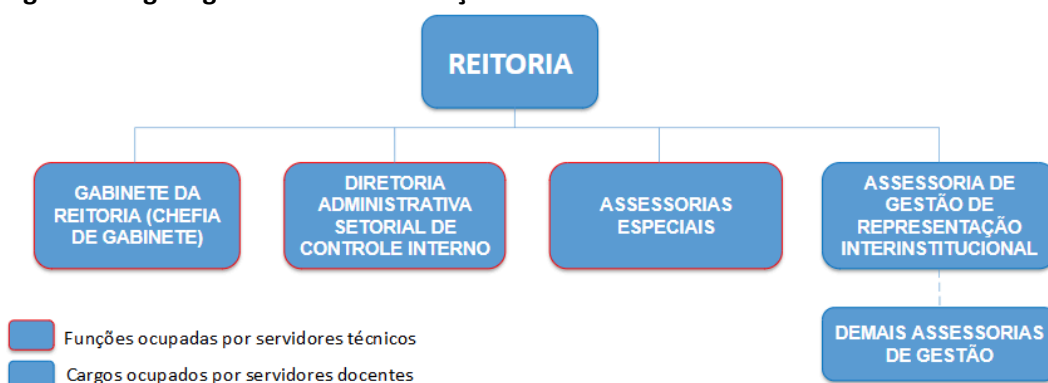 REITORIA
GABINETE DA
REITORIA (CHEFIA
DE GABINETE)
DIRETORIA
ADMINISTRATIVA
SETORIAL DE
CONTROLE INTERNO
ASSESSORIAS
ESPECIAIS
ASSESSORIA DE
GESTÃO DE
REPRESENTAÇÃO
INTERINSTITUCIONAL
DEMAIS ASSESSORIAS
DE GESTÃO
Funções ocupadas por servidores técnicos
Cargos ocupados por servidores docentes